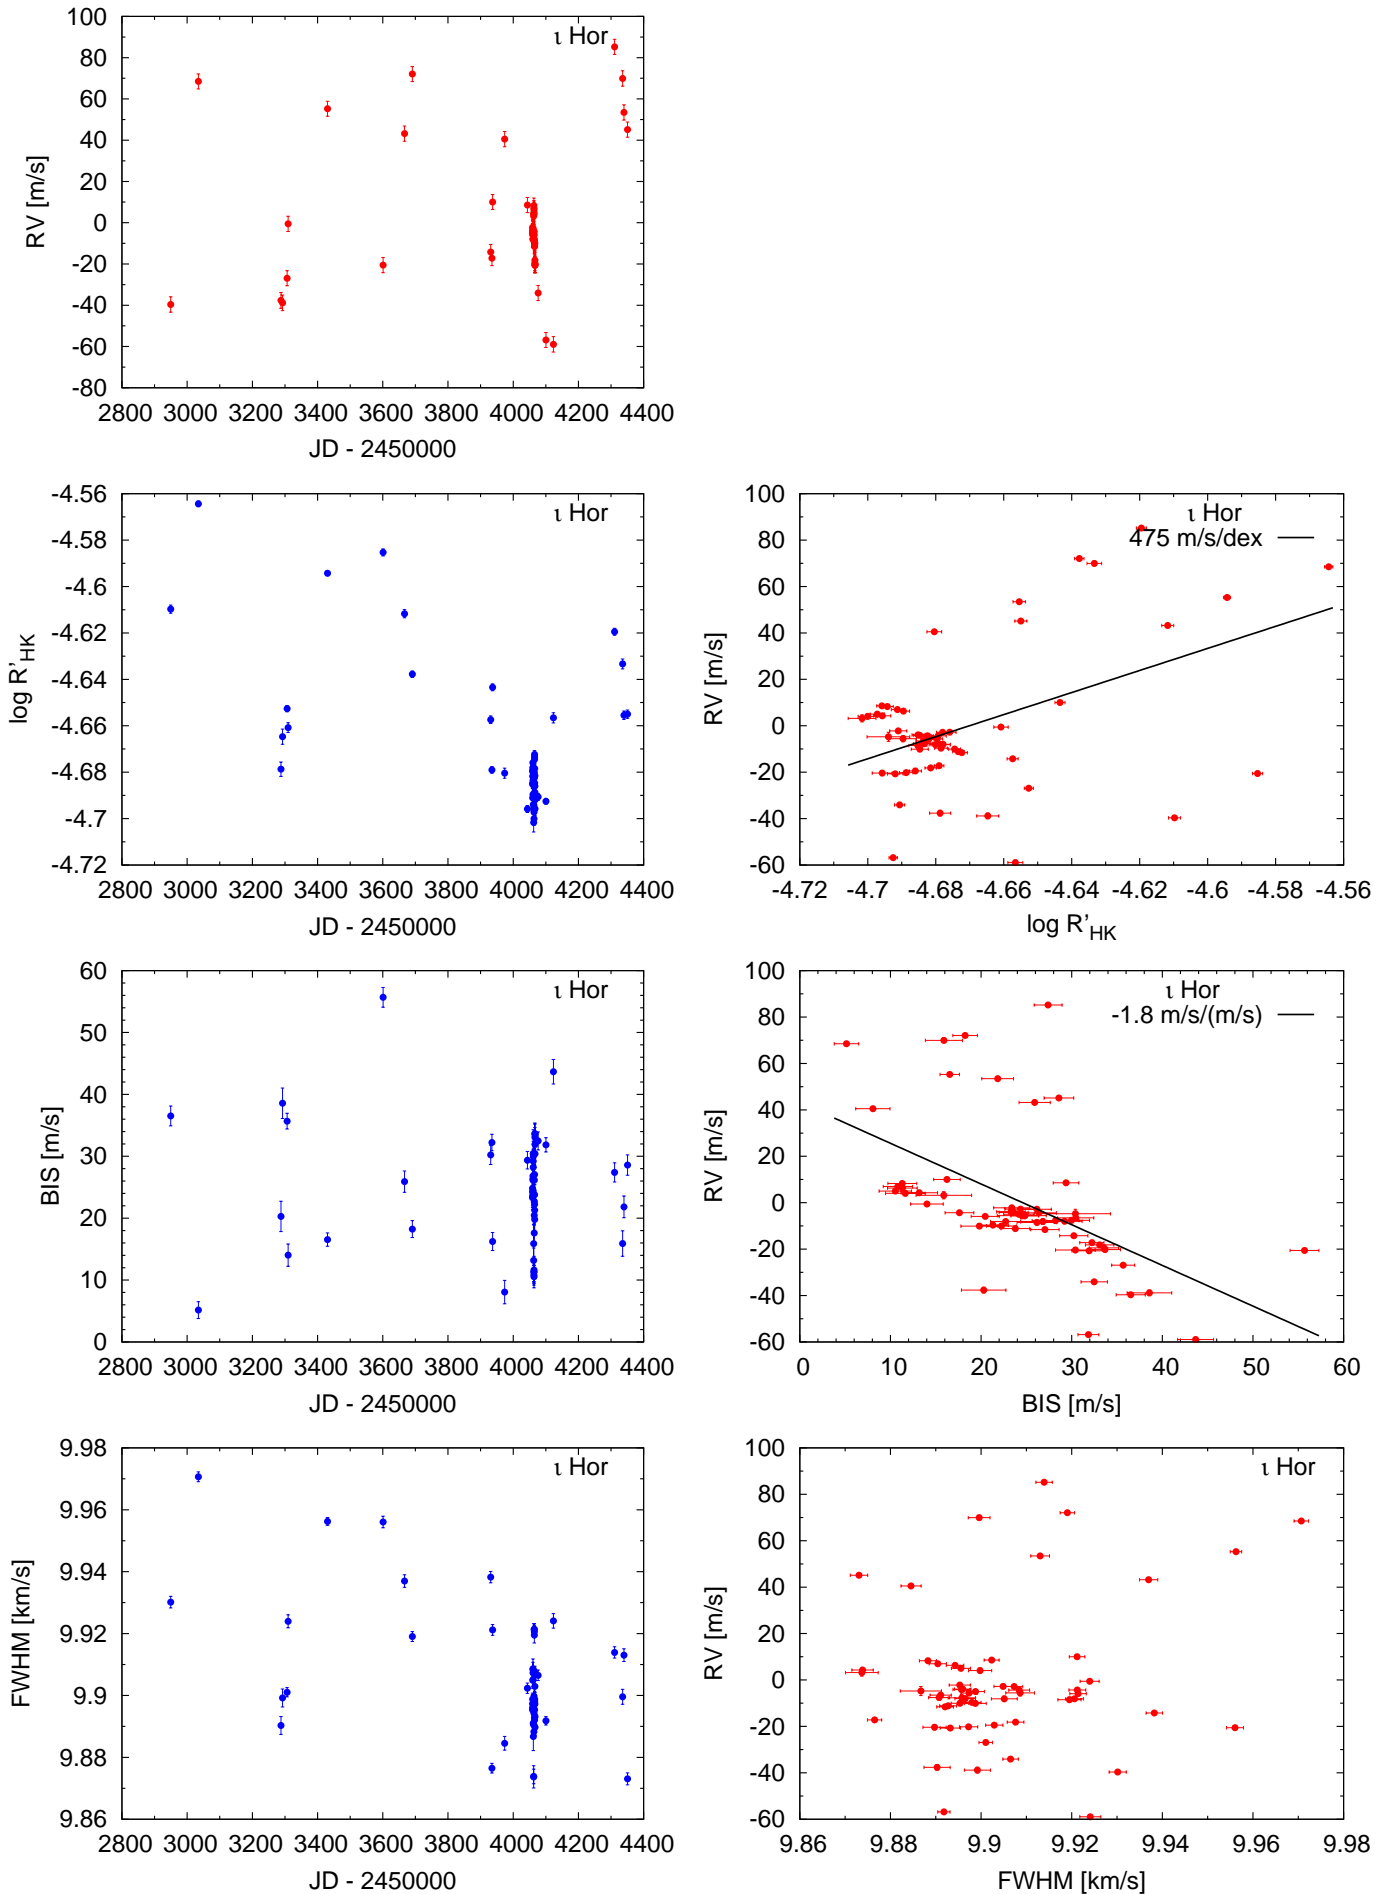 ι Hor
RV [m/s]
100
80
60
40
20
0
-20
-40
-60
-80
2800 3000 3200 3400 3600 3800 4000 4200 4400
JD - 2450000
ι Hor
log R'HK
-4.56
-4.58
-4.6
-4.62
-4.64
-4.66
-4.68
-4.7
-4.72
2800 3000 3200 3400 3600 3800 4000 4200 4400
JD - 2450000
ι Hor
475 m/s/dex
RV [m/s]
100
80
60
40
20
0
-20
-40
-60
-4.72 -4.7 -4.68 -4.66 -4.64 -4.62 -4.6 -4.58 -4.56
log R'HK
ι Hor
BIS [m/s]
60
50
40
30
20
10
0
2800 3000 3200 3400 3600 3800 4000 4200 4400
JD - 2450000
ι Hor
-1.8 m/s/(m/s)
RV [m/s]
100
80
60
40
20
0
-20
-40
-60
0 10 20 30 40 50 60
BIS [m/s]
ι Hor
FWHM [km/s]
9.98
9.96
9.94
9.92
9.9
9.88
9.86
2800 3000 3200 3400 3600 3800 4000 4200 4400
JD - 2450000
ι Hor
RV [m/s]
100
80
60
40
20
0
-20
-40
-60
9.86 9.88 9.9 9.92 9.94 9.96 9.98
FWHM [km/s]